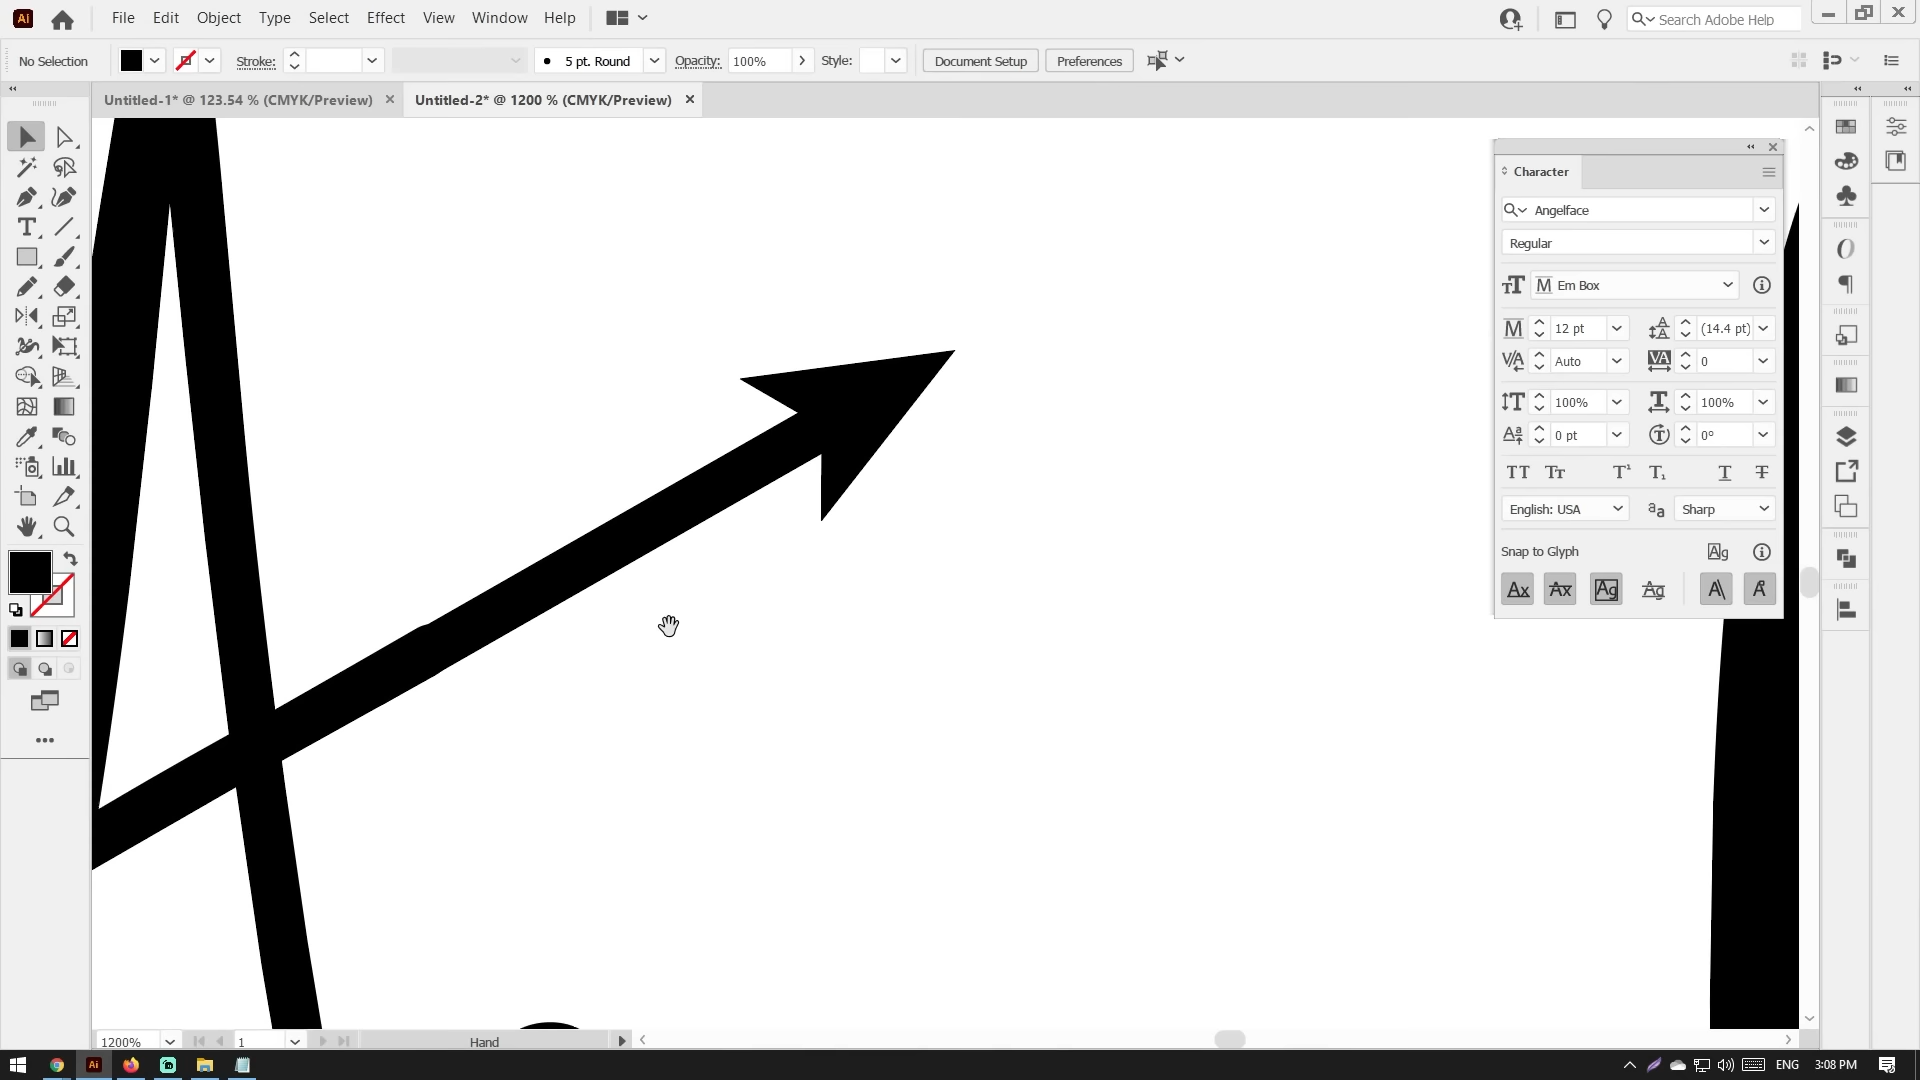 Ai File Edit Object Type Select Effect View Window Help Search Adobe Help
No Selection Stroke: 5 pt. Round Opacity: 100% Style: Document Setup Preferences
Untitled-1* @ 123.54 % (CMYK/Preview) Untitled-2* @ 1200 % (CMYK/Preview)
Character
Angelface
Regular
Em Box
12 pt (14.4 pt)
Auto 0
100% 100%
0 pt 0°
English: USA Sharp
Snap to Glyph
1200% 1 Hand
ENG 3:08 PM